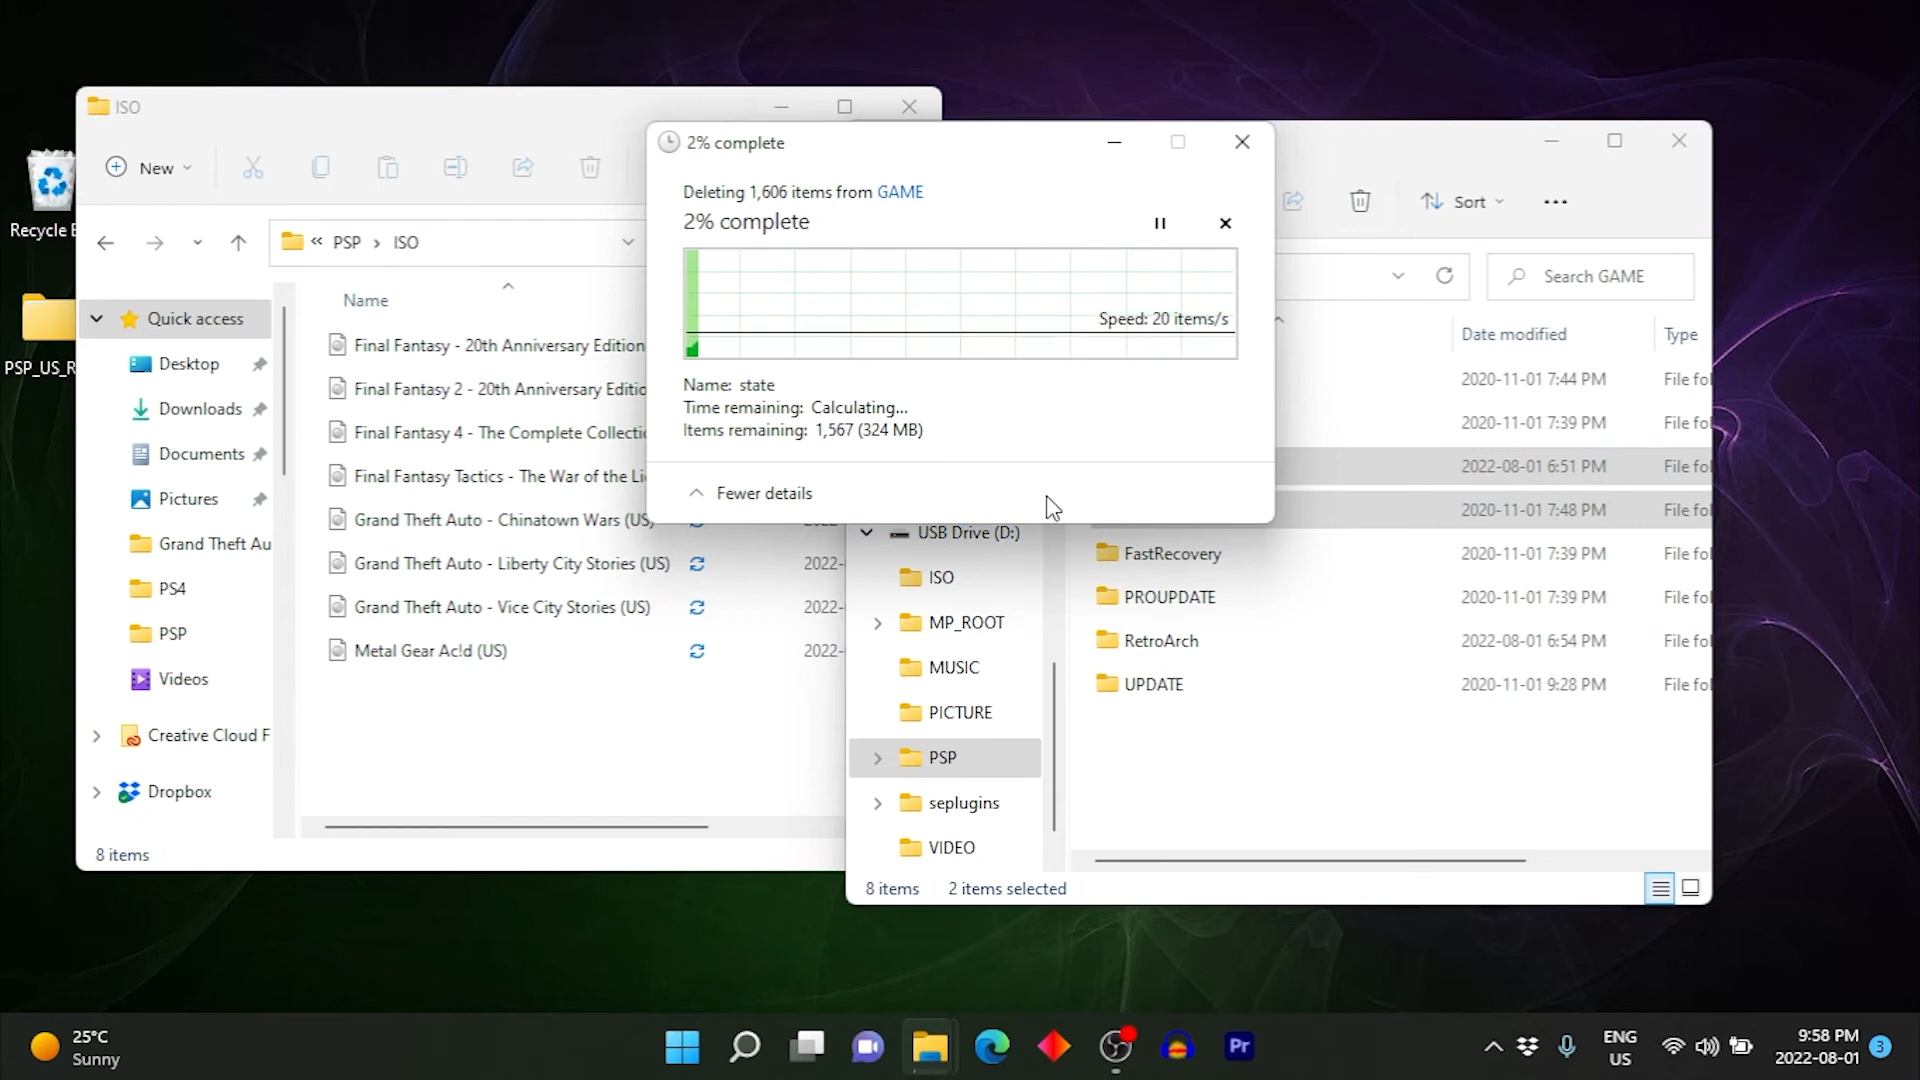 Recycle
PSP_US_R
ISO
New
PSP
ISO
Quick access
Desktop
Downloads
Documents
Pictures
Grand Theft Au
PS4
PSP
Videos
Creative Cloud F
Dropbox
8 items
Name
Final Fantasy - 20th Anniversary Edition
Final Fantasy 2 - 20th Anniversary Editio
Final Fantasy 4 - The Complete Collectio
Final Fantasy Tactics - The War of the Li
Grand Theft Auto - Chinatown Wars (US)
Grand Theft Auto - Liberty City Stories (US) 2022-
Grand Theft Auto - Vice City Stories (US) 2022-
Metal Gear Ac!d (US) 2022-
2% complete
Deleting 1,606 items from GAME
2% complete
Speed: 20 items/s
Name: state
Time remaining: Calculating...
Items remaining: 1,567 (324 MB)
Fewer details
Sort
Search GAME
Date modified Type
2020-11-01 7:44 PM File fol
2020-11-01 7:39 PM File fol
2022-08-01 6:51 PM File fol
2020-11-01 7:48 PM File fol
FastRecovery 2020-11-01 7:39 PM File fol
PROUPDATE 2020-11-01 7:39 PM File fol
RetroArch 2022-08-01 6:54 PM File fol
UPDATE 2020-11-01 9:28 PM File fol
USB Drive (D:)
ISO
MP_ROOT
MUSIC
PICTURE
PSP
seplugins
VIDEO
8 items 2 items selected
25°C
Sunny
Pr
ENG
US
9:58 PM
2022-08-01
3